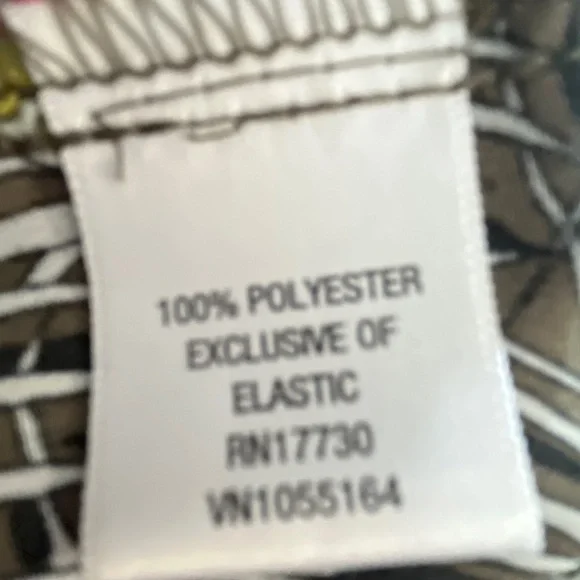 100% POLYESTER
EXCLUSIVE OF
ELASTIC
RN17730
VN1055164